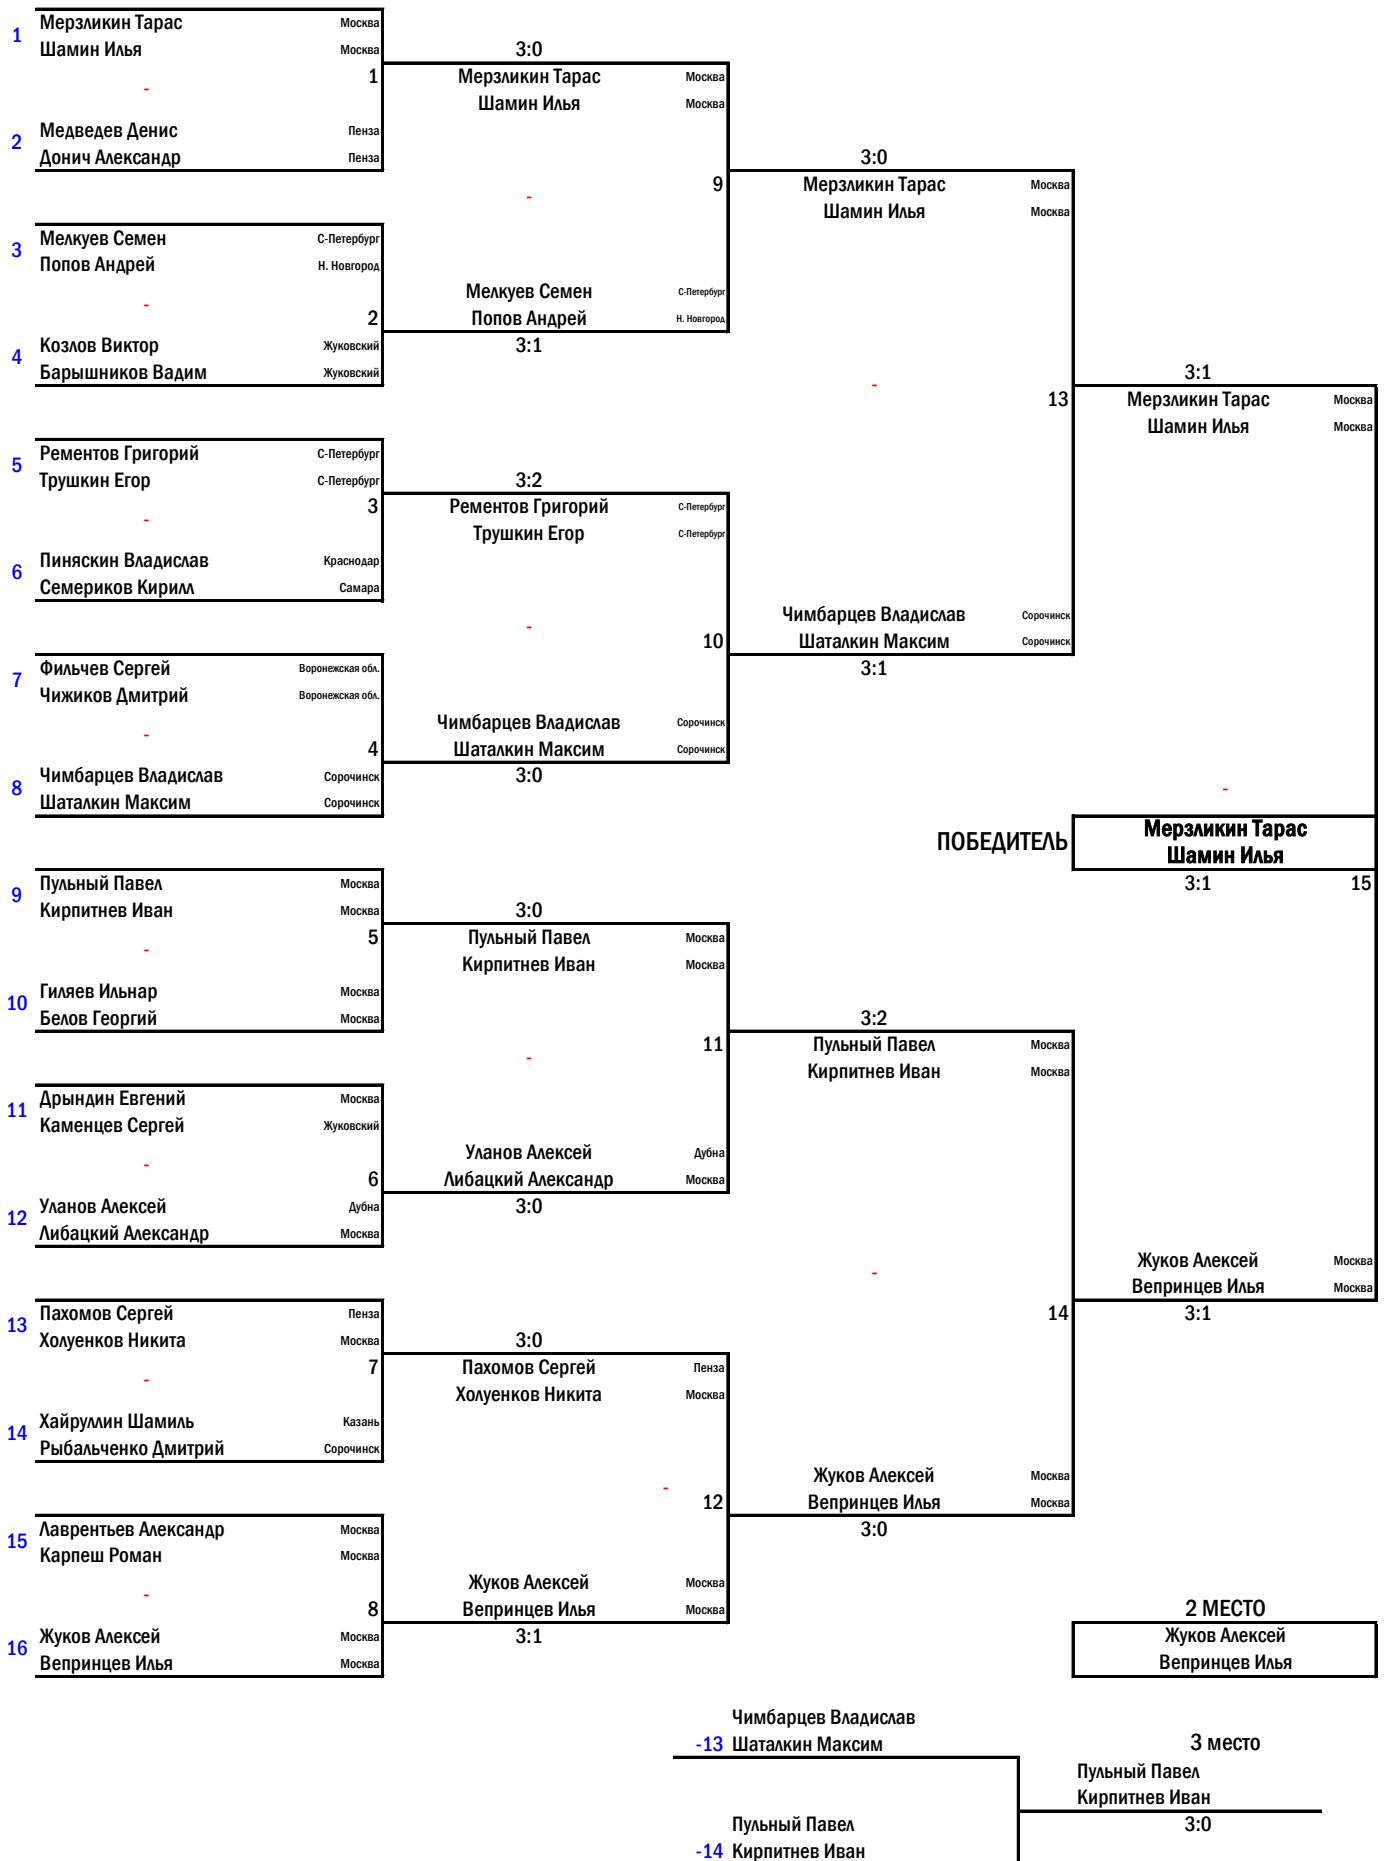 Мерзликин Тарас Москва
1
Шамин Илья Москва
3:0
1
Мерзликин Тарас Москва
-
Шамин Илья Москва
Медведев Денис Пенза
2
Донич Александр Пенза
3:0
9
Мерзликин Тарас Москва
-
Шамин Илья Москва
Мелкуев Семен С-Петербург
3
Попов Андрей Н. Новгород
Мелкуев Семен С-Петербург
-
2
Попов Андрей Н. Новгород
Козлов Виктор Жуковский
3:1
4
Барышников Вадим Жуковский
3:1
-
13
Мерзликин Тарас Москва
Шамин Илья Москва
Рементов Григорий С-Петербург
5
Трушкин Егор С-Петербург
3:2
3
Рементов Григорий С-Петербург
-
Трушкин Егор С-Петербург
Пиняскин Владислав Краснодар
6
Семериков Кирилл Самара
Чимбарцев Владислав Сорочинск
-
10
Шаталкин Максим Сорочинск
Фильчев Сергей Воронежская обл.
3:1
7
Чижиков Дмитрий Воронежская обл.
Чимбарцев Владислав Сорочинск
-
4
Шаталкин Максим Сорочинск
Чимбарцев Владислав Сорочинск
3:0
8
-
Шаталкин Максим Сорочинск
Мерзликин Тарас
ПОБЕДИТЕЛЬ
Шамин Илья
3:1 15
Пульный Павел Москва
9
Кирпитнев Иван Москва
3:0
5
Пульный Павел Москва
-
Кирпитнев Иван Москва
Гиляев Ильнар Москва
10
Белов Георгий Москва
3:2
11
Пульный Павел Москва
-
Кирпитнев Иван Москва
Дрындин Евгений Москва
11
Каменцев Сергей Жуковский
Уланов Алексей Дубна
-
6
Либацкий Александр Москва
Уланов Алексей Дубна
3:0
12
Либацкий Александр Москва
Жуков Алексей Москва
-
Вепринцев Илья Москва
Пахомов Сергей Пенза
14
3:1
13
Холуенков Никита Москва
3:0
7
Пахомов Сергей Пенза
-
Холуенков Никита Москва
Хайруллин Шамиль Казань
14
Рыбальченко Дмитрий Сорочинск
Жуков Алексей Москва
-
12
Вепринцев Илья Москва
Лаврентьев Александр Москва
3:0
15
Карпеш Роман Москва
Жуков Алексей Москва
-
8
Вепринцев Илья Москва
2 МЕСТО
Жуков Алексей Москва
3:1
Жуков Алексей
16
Вепринцев Илья Москва
Вепринцев Илья
Чимбарцев Владислав
-13 Шаталкин Максим
3 место
Пульный Павел
Кирпитнев Иван
Пульный Павел
3:0
-14 Кирпитнев Иван